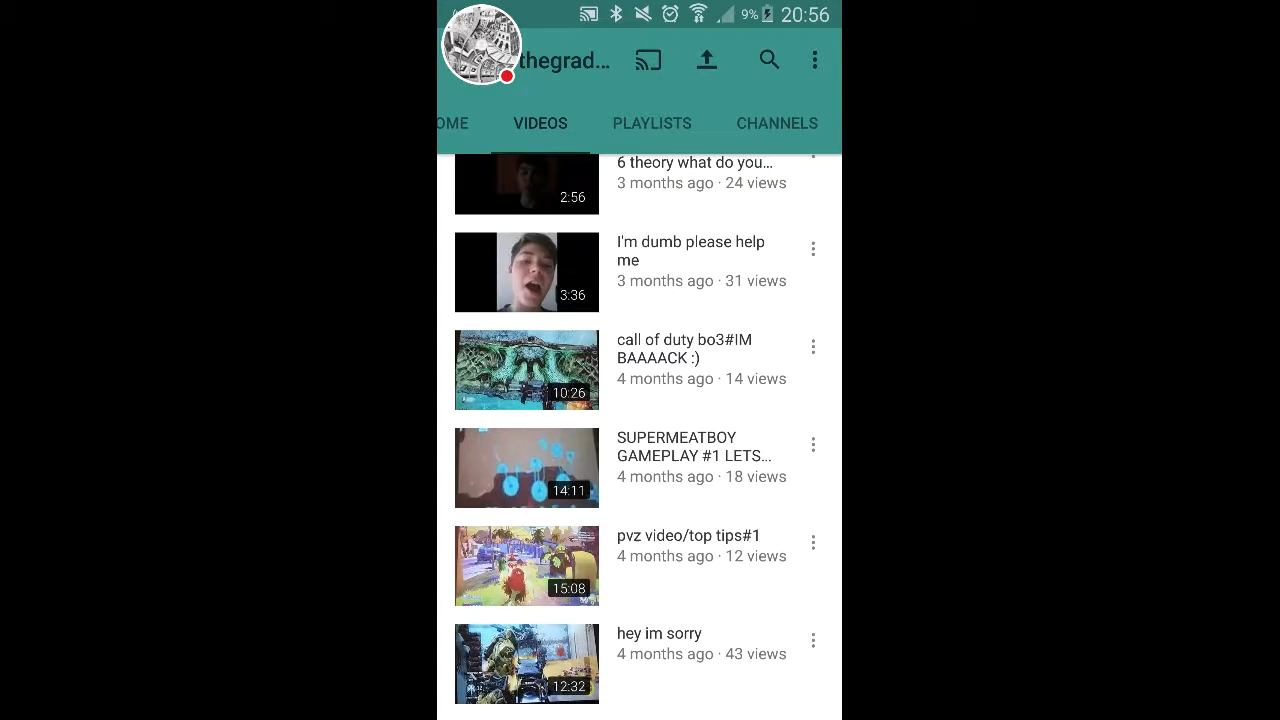 9% 20:56
thegrad...
OME VIDEOS PLAYLISTS CHANNELS
6 theory what do you...
3 months ago · 24 views
2:56
I'm dumb please help
me
3 months ago · 31 views
3:36
call of duty bo3#IM
BAAAACK :)
4 months ago · 14 views
10:26
SUPERMEATBOY
GAMEPLAY #1 LETS...
4 months ago · 18 views
14:11
pvz video/top tips#1
4 months ago · 12 views
15:08
hey im sorry
4 months ago · 43 views
12:32